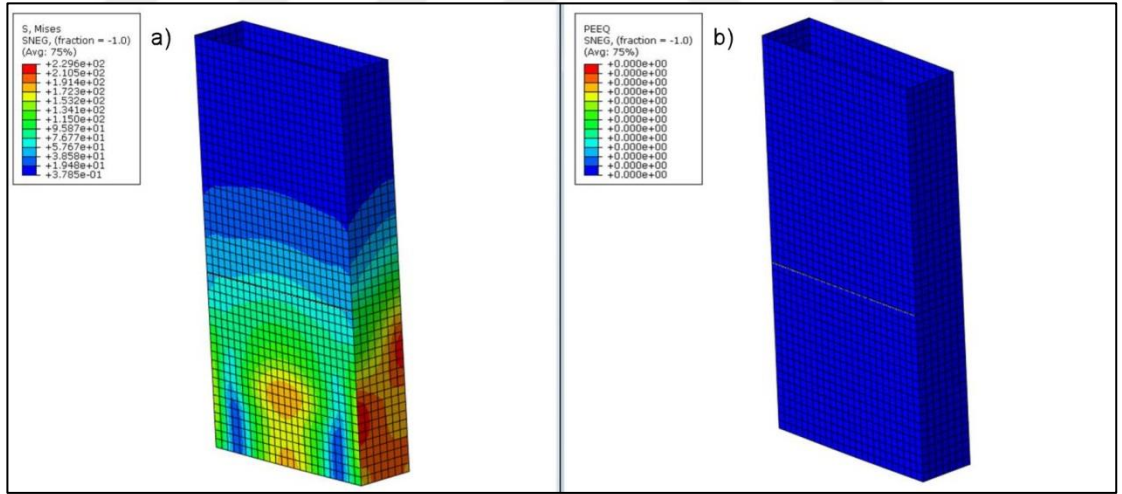 S, Mises
SNEG, (fraction = -1.0)
(Avg: 75%)
+2.296e+02
+2.105e+02
+1.914e+02
+1.723e+02
+1.532e+02
+1.341e+02
+1.150e+02
+9.587e+01
+7.677e+01
+5.767e+01
+3.858e+01
+1.948e+01
+3.785e-01
a)
PEEQ
SNEG, (fraction = -1.0)
(Avg: 75%)
+0.000e+00
+0.000e+00
+0.000e+00
+0.000e+00
+0.000e+00
+0.000e+00
+0.000e+00
+0.000e+00
+0.000e+00
+0.000e+00
+0.000e+00
+0.000e+00
+0.000e+00
b)